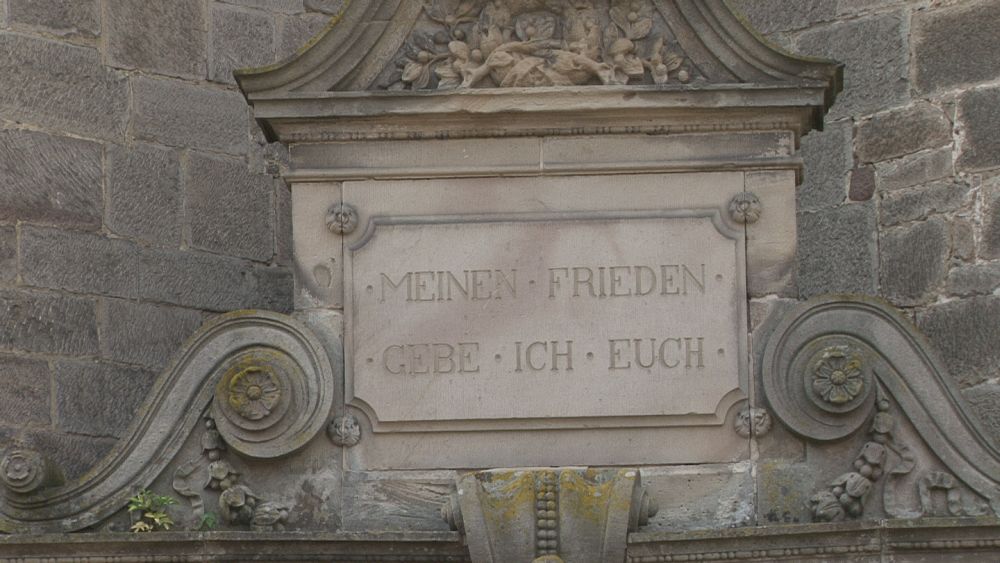 · MEINEN · FRIEDEN ·
· GEBE · ICH · EUCH ·